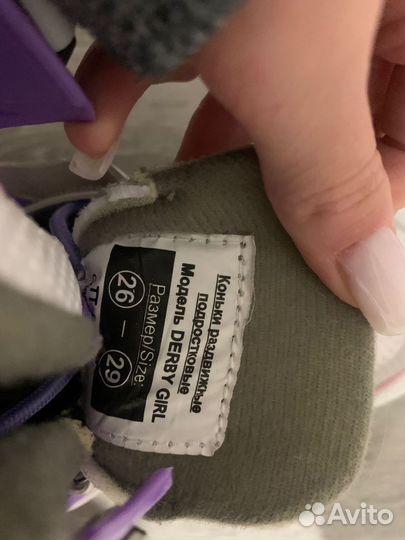 Коньки раздвижные
подростковые
Модель DERBY GIRL
Размер/Size:
26 — 29
Avito